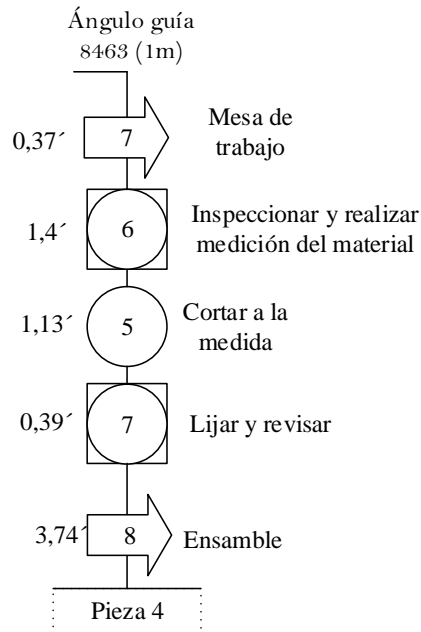 Ángulo guía
8463 (1m)
0,37´
7
Mesa de
trabajo
1,4´
6
Inspeccionar y realizar
medición del material
1,13´
5
Cortar a la
medida
0,39´
7
Lijar y revisar
3,74´
8
Ensamble
Pieza 4